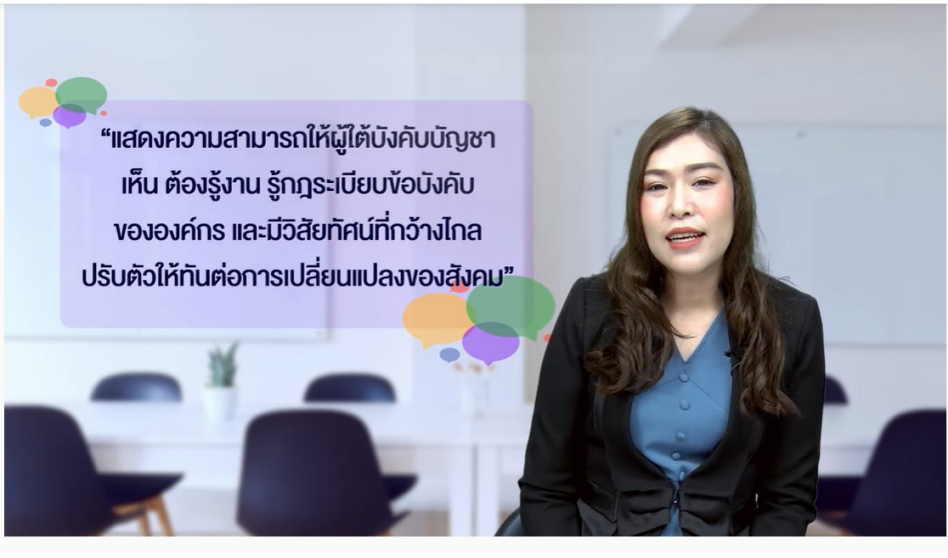 “แสดงความสามารถให้ผู้ใต้บังคับบัญชา
เห็น ต้องรู้งาน รู้กฎระเบียบข้อบังคับ
ขององค์กร และมีวิสัยทัศน์ที่กว้างไกล
ปรับตัวให้ทันต่อการเปลี่ยนแปลงของสังคม”